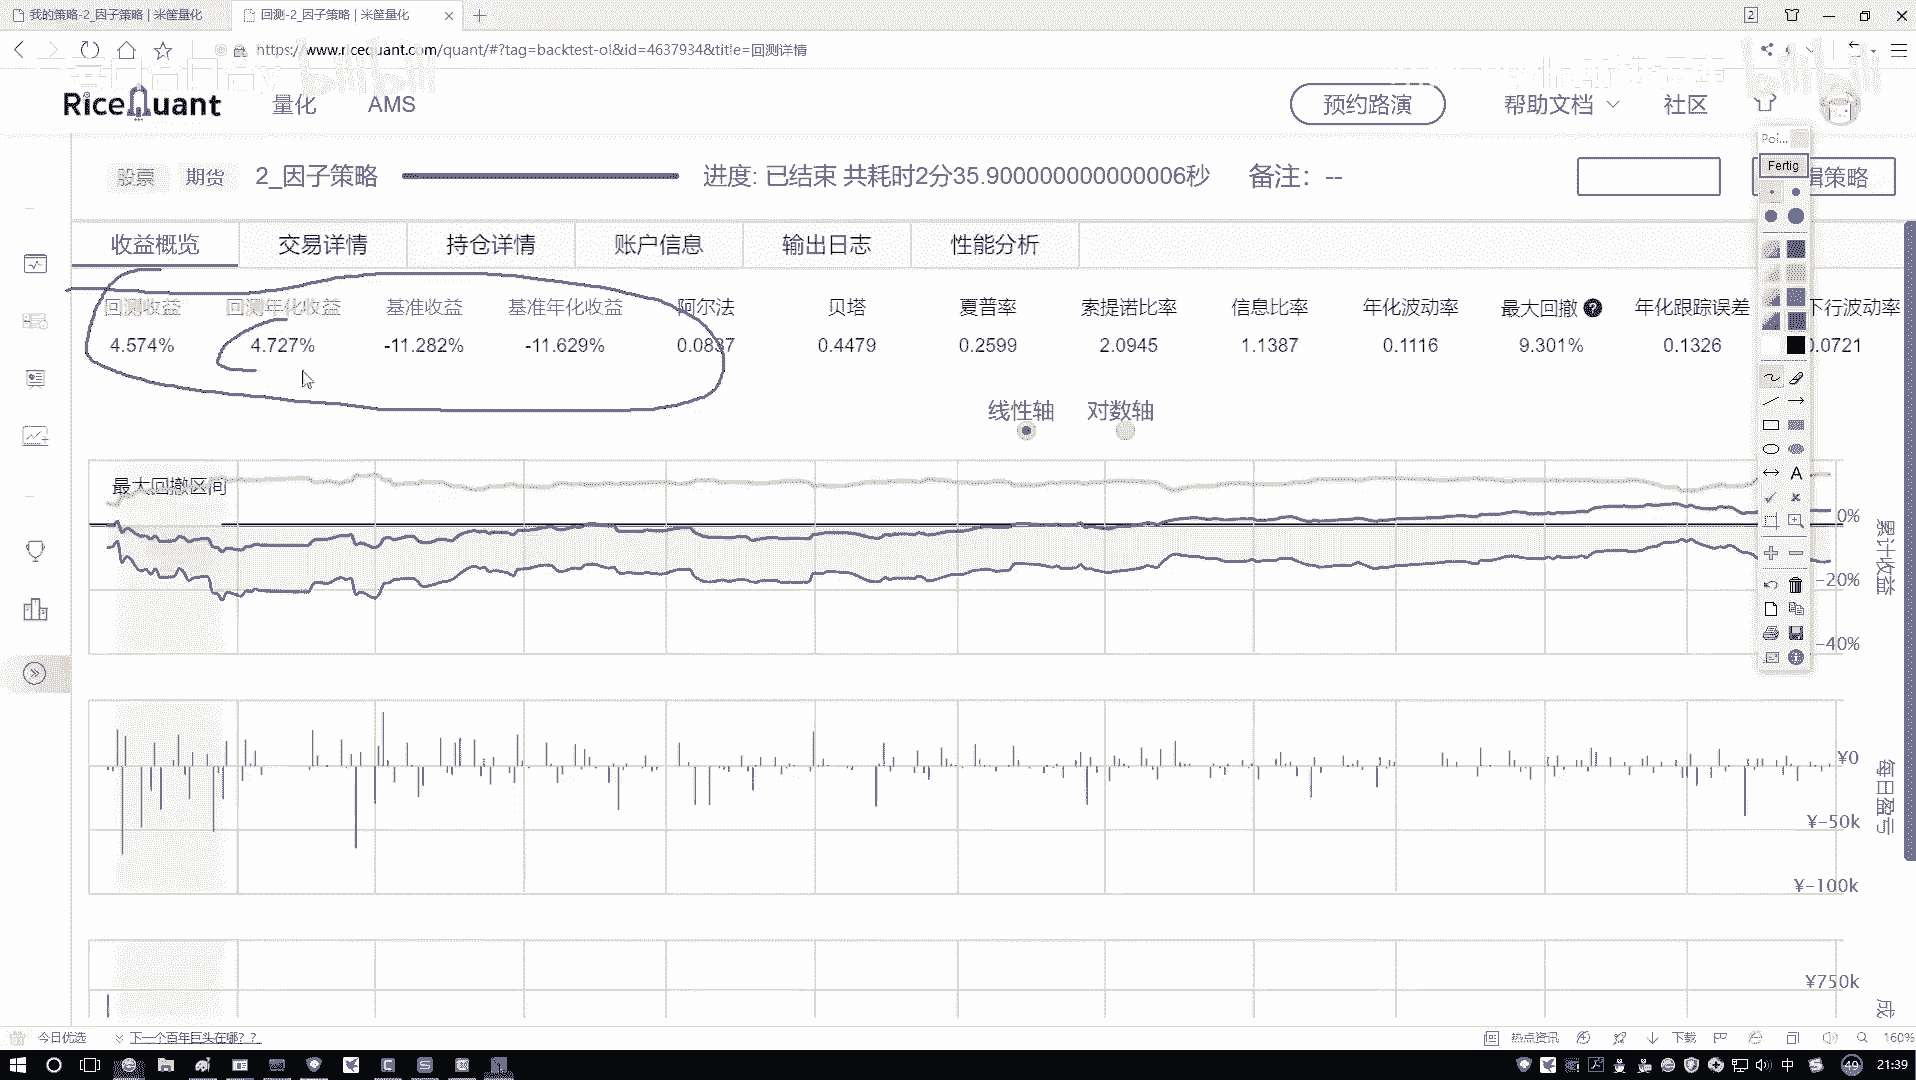 我的策略-2_因子策略 | 米筐量化
回测-2_因子策略 | 米筐量化
2
https://www.ricequant.com/quant/#?tag=backtest-ol&id=4637934&title=回测详情
RiceQuant
量化
AMS
预约路演
帮助文档
社区
Poi...
Fertig
股票
期货
2_因子策略
进度: 已结束 共耗时2分35.900000000000006秒
备注：--
辑策略
收益概览
交易详情
持仓详情
账户信息
输出日志
性能分析
回测收益 回测年化收益 基准收益 基准年化收益 阿尔法 贝塔 夏普率 索提诺比率 信息比率 年化波动率 最大回撤 年化跟踪误差 下行波动率
4.574% 4.727% -11.282% -11.629% 0.0837 0.4479 0.2599 2.0945 1.1387 0.1116 9.301% 0.1326 0.0721
线性轴 对数轴
最大回撤区间
A
0%
-20%
-40%
累计收益
¥0
¥-50k
¥-100k
每日盈亏
¥750k
成
今日优选
下一个百年巨头在哪？？
热点资讯
下载
160%
中
49
21:39